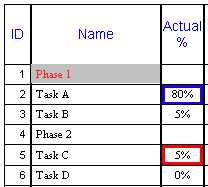 ID Name Actual %
1 Phase 1
2 Task A 80%
3 Task B 5%
4 Phase 2
5 Task C 5%
6 Task D 0%